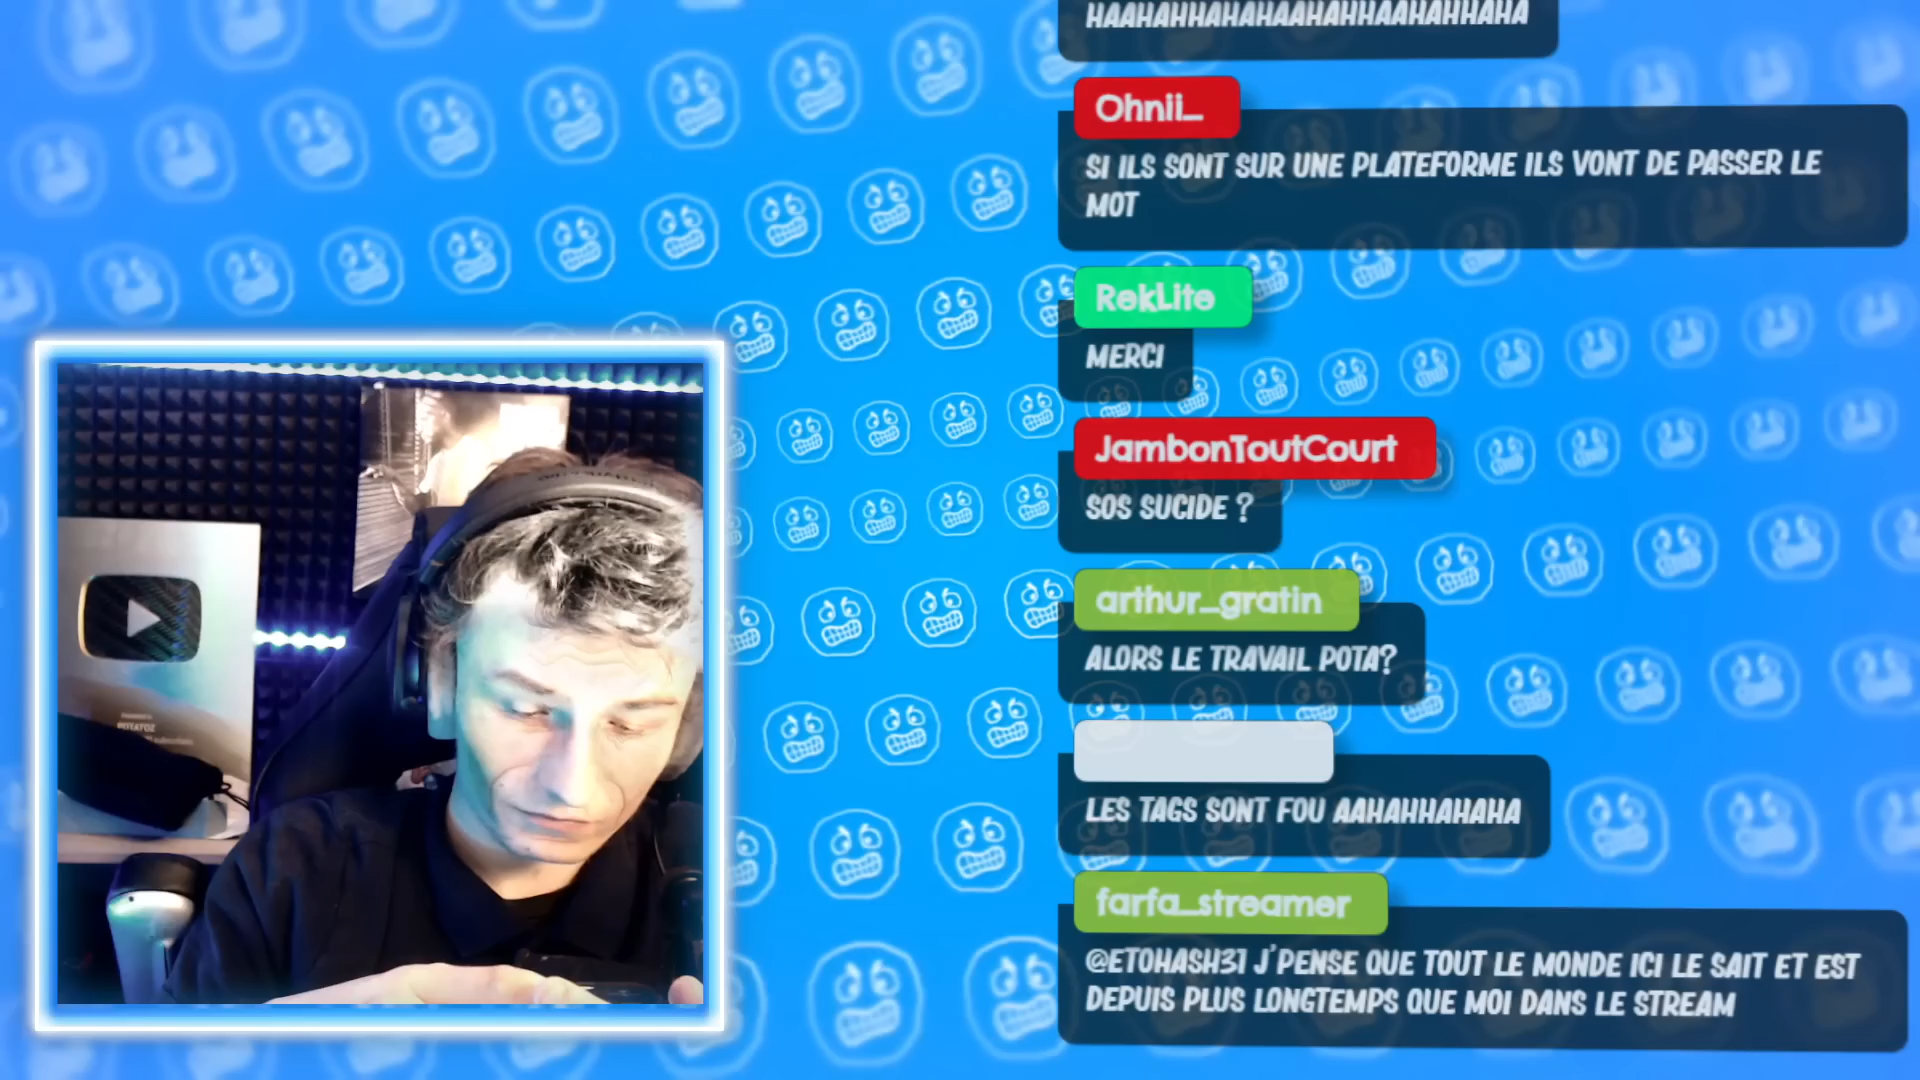 HAAHAHHAHAHAAHAHHAAHAHHAHA
Ohnii_
SI ILS SONT SUR UNE PLATEFORME ILS VONT DE PASSER LE
MOT
RekLite
MERCI
JambonToutCourt
SOS SUCIDE ?
arthur_gratin
ALORS LE TRAVAIL POTA?
LES TAGS SONT FOU AAHAHHAHAHA
farfa_streamer
@ETOHASH31 J'PENSE QUE TOUT LE MONDE ICI LE SAIT ET EST
DEPUIS PLUS LONGTEMPS QUE MOI DANS LE STREAM
POTATOZ